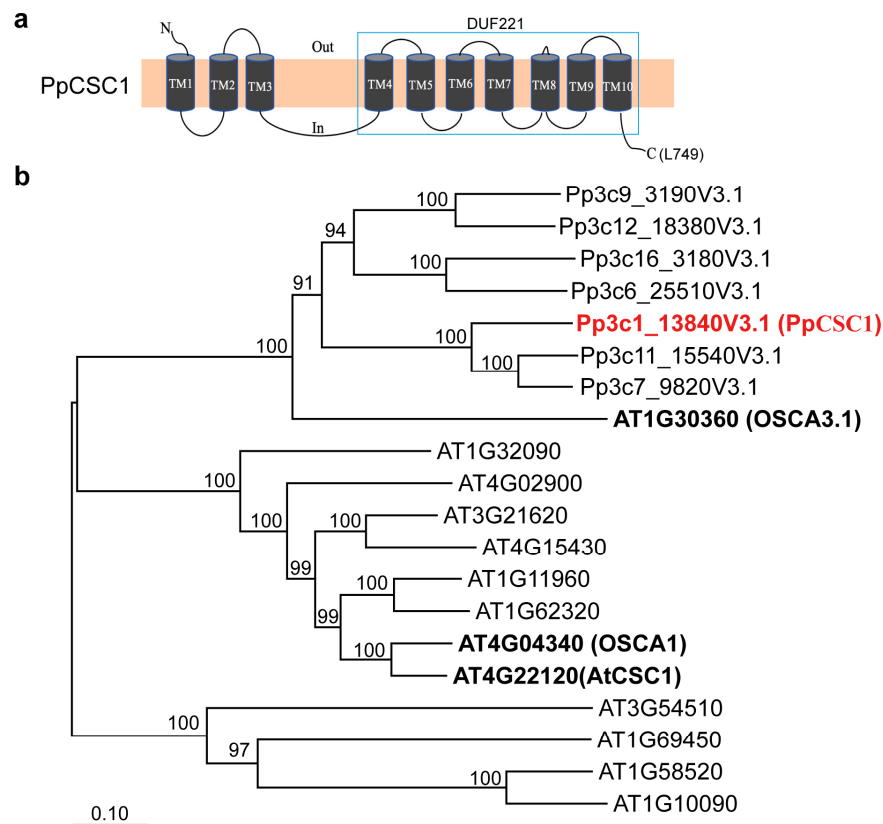 a
DUF221
N
Out
PpCSC1
TM1
TM2
TM3
TM4
TM5
TM6
TM7
TM8
TM9
TM10
In
C (L749)
b
100
Pp3c9_3190V3.1
Pp3c12_18380V3.1
94
100
Pp3c16_3180V3.1
Pp3c6_25510V3.1
91
Pp3c1_13840V3.1 (PpCSC1)
100
100
Pp3c11_15540V3.1
Pp3c7_9820V3.1
AT1G30360 (OSCA3.1)
AT1G32090
100
AT4G02900
100
100
AT3G21620
AT4G15430
99
100
AT1G11960
AT1G62320
99
AT4G04340 (OSCA1)
100
AT4G22120(AtCSC1)
AT3G54510
100
AT1G69450
97
100
AT1G58520
AT1G10090
0.10